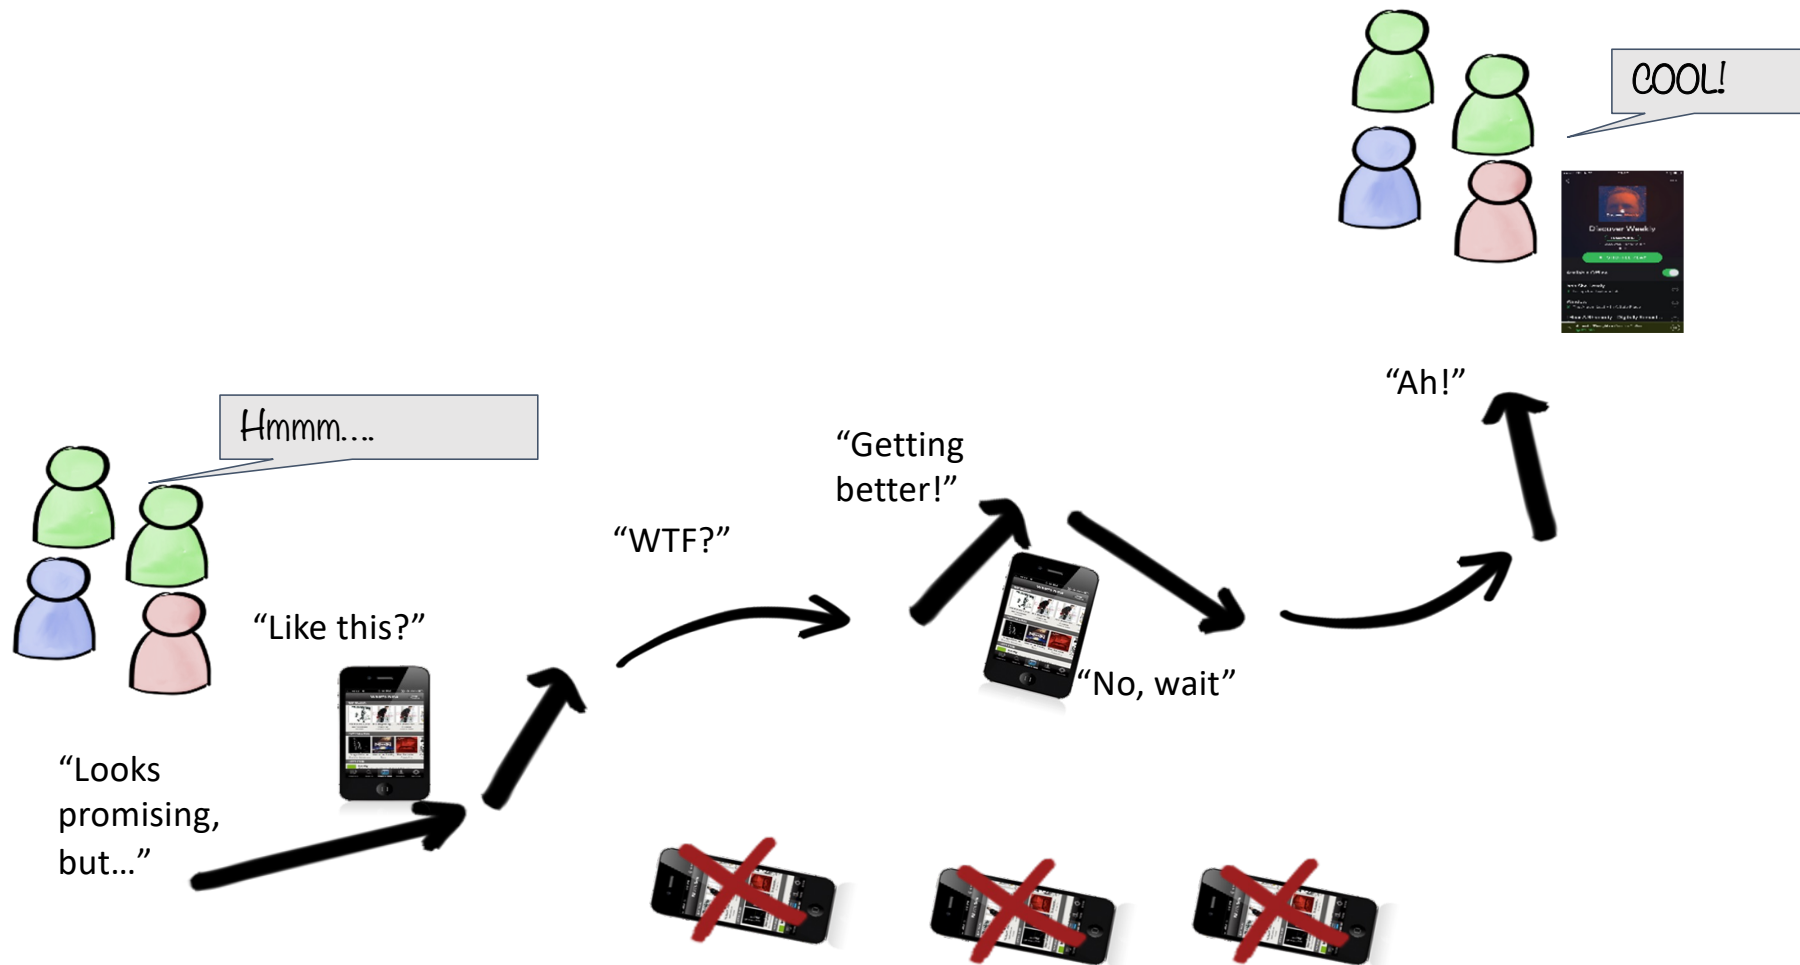 COOL!
Discover Weekly
“Ah!”
Hmmm....
“Getting
better!”
“WTF?”
“Like this?”
“No, wait”
“Looks
promising,
but...”